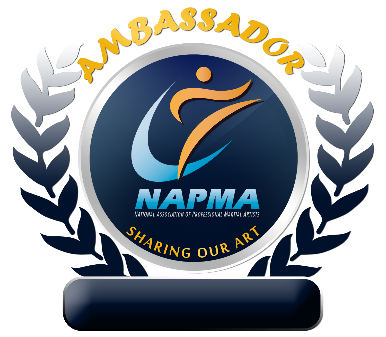 AMBASSADOR
NAPMA
NATIONAL ASSOCIATION OF PROFESSIONAL MARTIAL ARTISTS
SHARING OUR ART